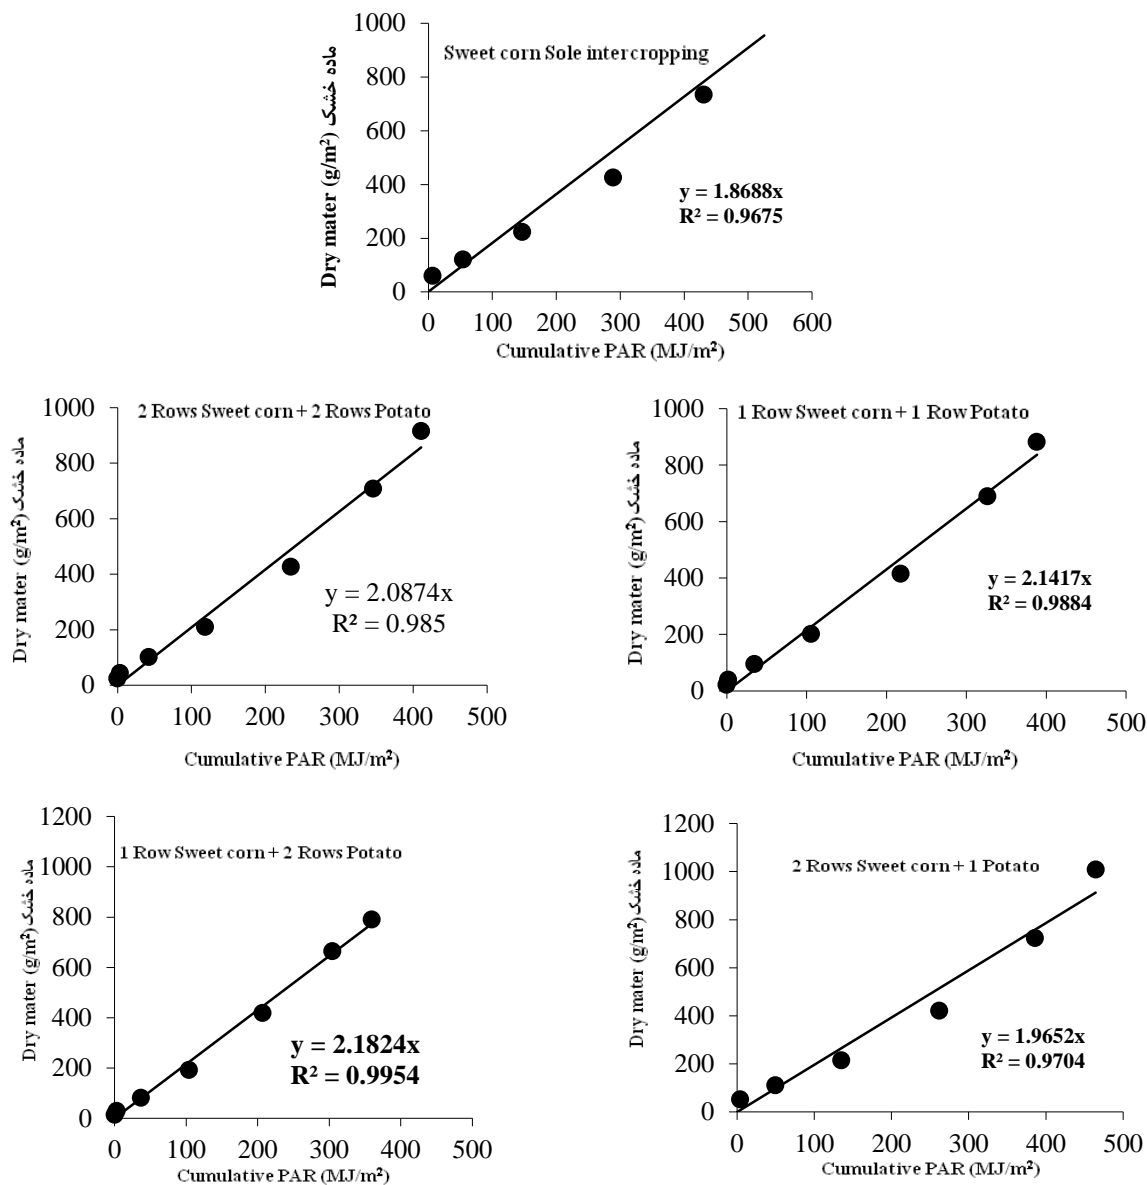 Sweet corn Sole intercropping
Dry mater (g/m²) ماده خشک
1000
800
600
400
200
0
y = 1.8688x
R² = 0.9675
0 100 200 300 400 500 600
Cumulative PAR (MJ/m²)
2 Rows Sweet corn + 2 Rows Potato
Dry mater (g/m²) ماده خشک
1000
800
600
400
200
0
y = 2.0874x
R² = 0.985
0 100 200 300 400 500
Cumulative PAR (MJ/m²)
1 Row Sweet corn + 1 Row Potato
Dry mater (g/m²) ماده خشک
1000
800
600
400
200
0
y = 2.1417x
R² = 0.9884
0 100 200 300 400 500
Cumulative PAR (MJ/m²)
1 Row Sweet corn + 2 Rows Potato
Dry mater (g/m²) ماده خشک
1200
1000
800
600
400
200
0
y = 2.1824x
R² = 0.9954
0 100 200 300 400 500
Cumulative PAR (MJ/m²)
2 Rows Sweet corn + 1 Potato
Dry mater (g/m²) ماده خشک
1200
1000
800
600
400
200
0
y = 1.9652x
R² = 0.9704
0 100 200 300 400 500
Cumulative PAR (MJ/m²)